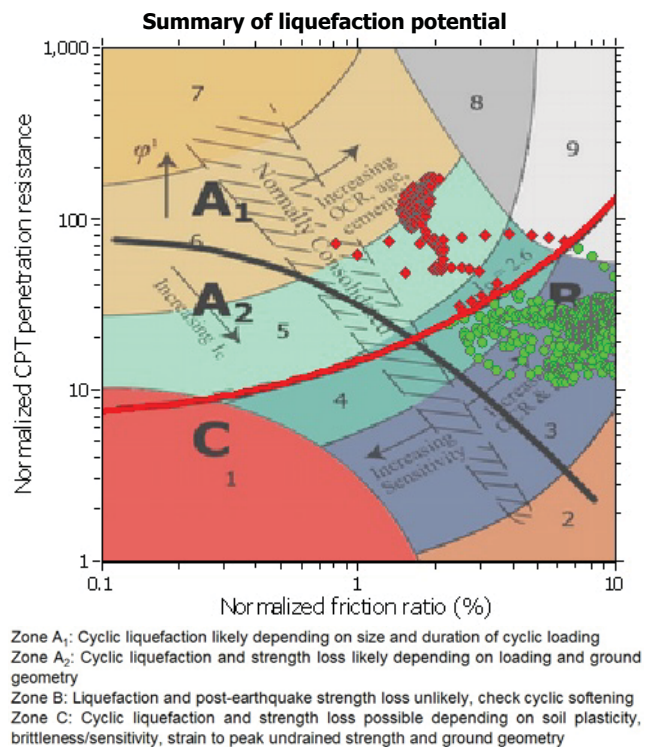 Summary of liquefaction potential
1,000
7
8
9
φ'
Increasing
OCR, age,
cementation
Normally Consolidated
A1
100
6
Ic = 2.6
B
A2
Increasing Ic
5
Normalized CPT penetration resistance
10
4
Increasing
OCR &
3
C
1
Increasing
Sensitivity
2
1
0.1
1
10
Normalized friction ratio (%)
Zone A1: Cyclic liquefaction likely depending on size and duration of cyclic loading
Zone A2: Cyclic liquefaction and strength loss likely depending on loading and ground
geometry
Zone B: Liquefaction and post-earthquake strength loss unlikely, check cyclic softening
Zone C: Cyclic liquefaction and strength loss possible depending on soil plasticity,
brittleness/sensitivity, strain to peak undrained strength and ground geometry